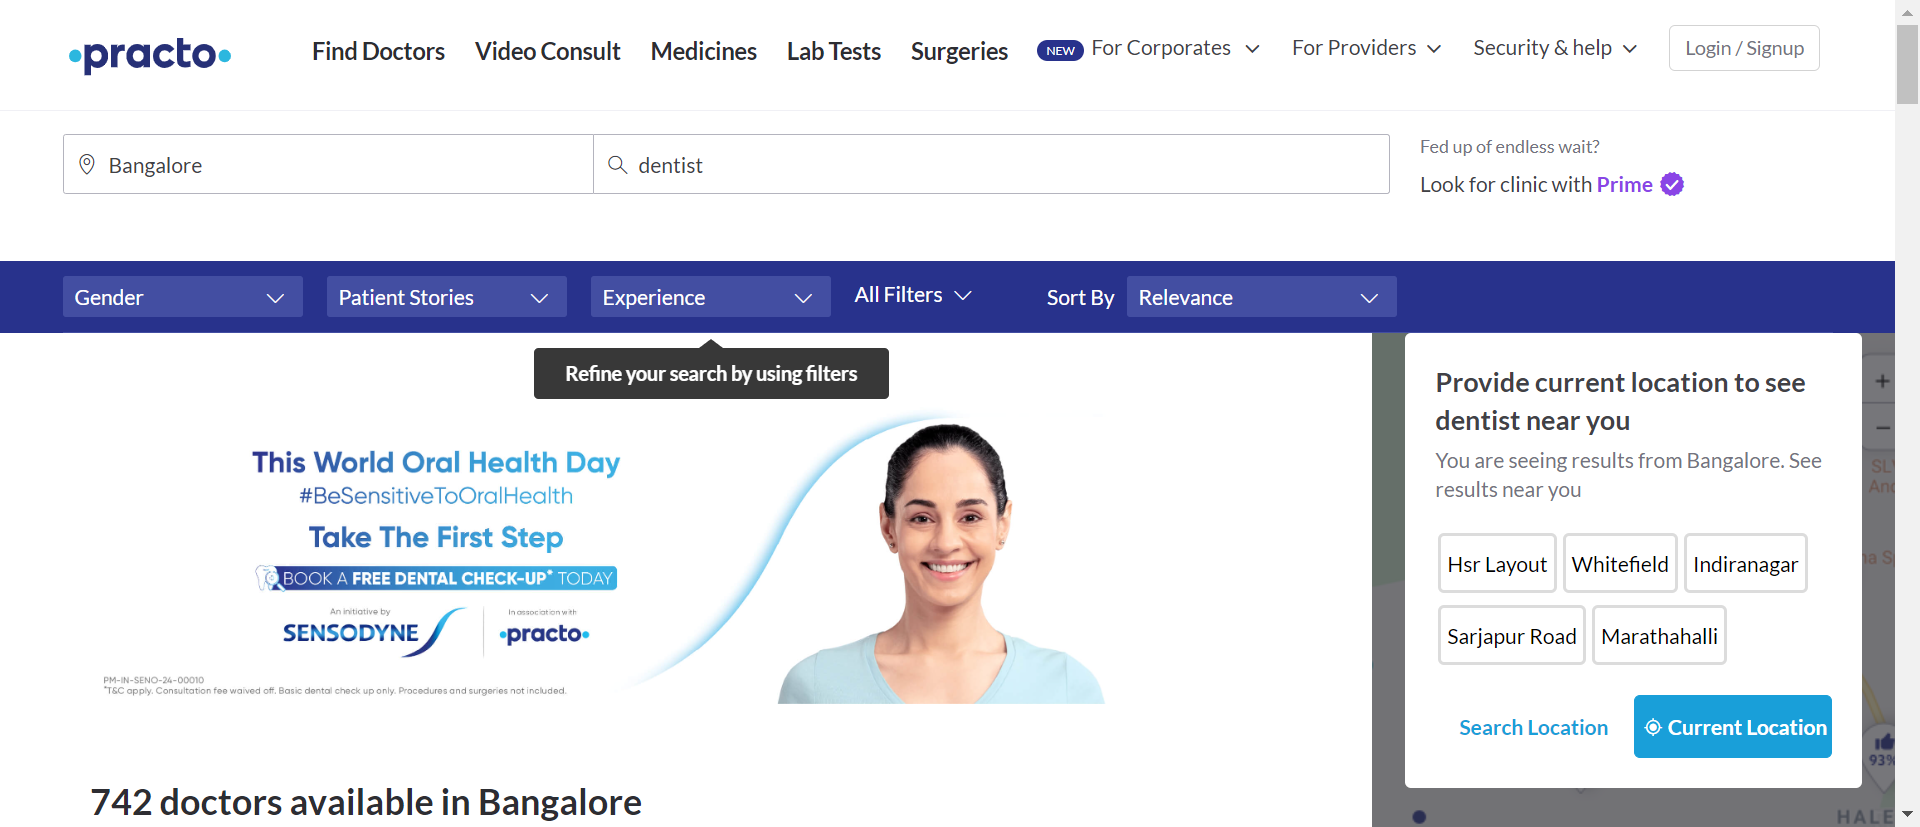 practo
Find Doctors
Video Consult
Medicines
Lab Tests
Surgeries
NEW
For Corporates
For Providers
Security & help
Login / Signup
Bangalore
dentist
Fed up of endless wait?
Look for clinic with Prime
Gender
Patient Stories
Experience
All Filters
Sort By
Relevance
Refine your search by using filters
This World Oral Health Day
#BeSensitiveToOralHealth
Take The First Step
BOOK A FREE DENTAL CHECK-UP* TODAY
An initiative by
SENSODYNE
In association with
practo
PM-IN-SENO-24-00010
*T&C apply. Consultation fee waived off. Basic dental check up only. Procedures and surgeries not included.
742 doctors available in Bangalore
Provide current location to see
dentist near you
You are seeing results from Bangalore. See
results near you
Hsr Layout
Whitefield
Indiranagar
Sarjapur Road
Marathahalli
Search Location
Current Location
+
−
93%
HALE